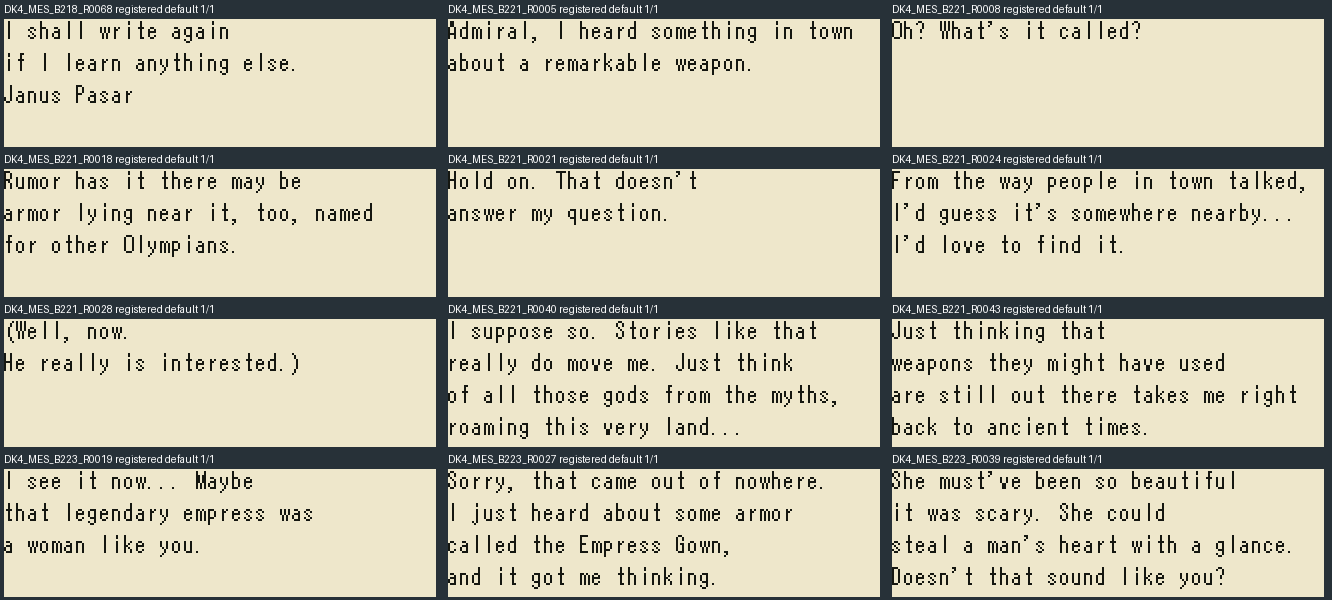 DK4_MES_B218_R0068 registered default 1/1
I shall write again
if I learn anything else.
Janus Pasar
DK4_MES_B221_R0005 registered default 1/1
Admiral, I heard something in town
about a remarkable weapon.
DK4_MES_B221_R0008 registered default 1/1
Oh? What's it called?
DK4_MES_B221_R0018 registered default 1/1
Rumor has it there may be
armor lying near it, too, named
for other Olympians.
DK4_MES_B221_R0021 registered default 1/1
Hold on. That doesn't
answer my question.
DK4_MES_B221_R0024 registered default 1/1
From the way people in town talked,
I'd guess it's somewhere nearby...
I'd love to find it.
DK4_MES_B221_R0028 registered default 1/1
(Well, now.
He really is interested.)
DK4_MES_B221_R0040 registered default 1/1
I suppose so. Stories like that
really do move me. Just think
of all those gods from the myths,
roaming this very land...
DK4_MES_B221_R0043 registered default 1/1
Just thinking that
weapons they might have used
are still out there takes me right
back to ancient times.
DK4_MES_B223_R0019 registered default 1/1
I see it now... Maybe
that legendary empress was
a woman like you.
DK4_MES_B223_R0027 registered default 1/1
Sorry, that came out of nowhere.
I just heard about some armor
called the Empress Gown,
and it got me thinking.
DK4_MES_B223_R0039 registered default 1/1
She must've been so beautiful
it was scary. She could
steal a man's heart with a glance.
Doesn't that sound like you?